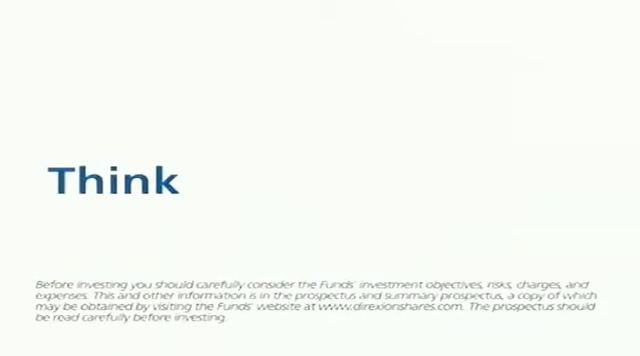 Think
Before investing you should carefully consider the Funds' investment objectives, risks, charges, and
expenses. This and other information is in the prospectus and summary prospectus, a copy of which
may be obtained by visiting the Funds' website at www.direxionshares.com. The prospectus should
be read carefully before investing.